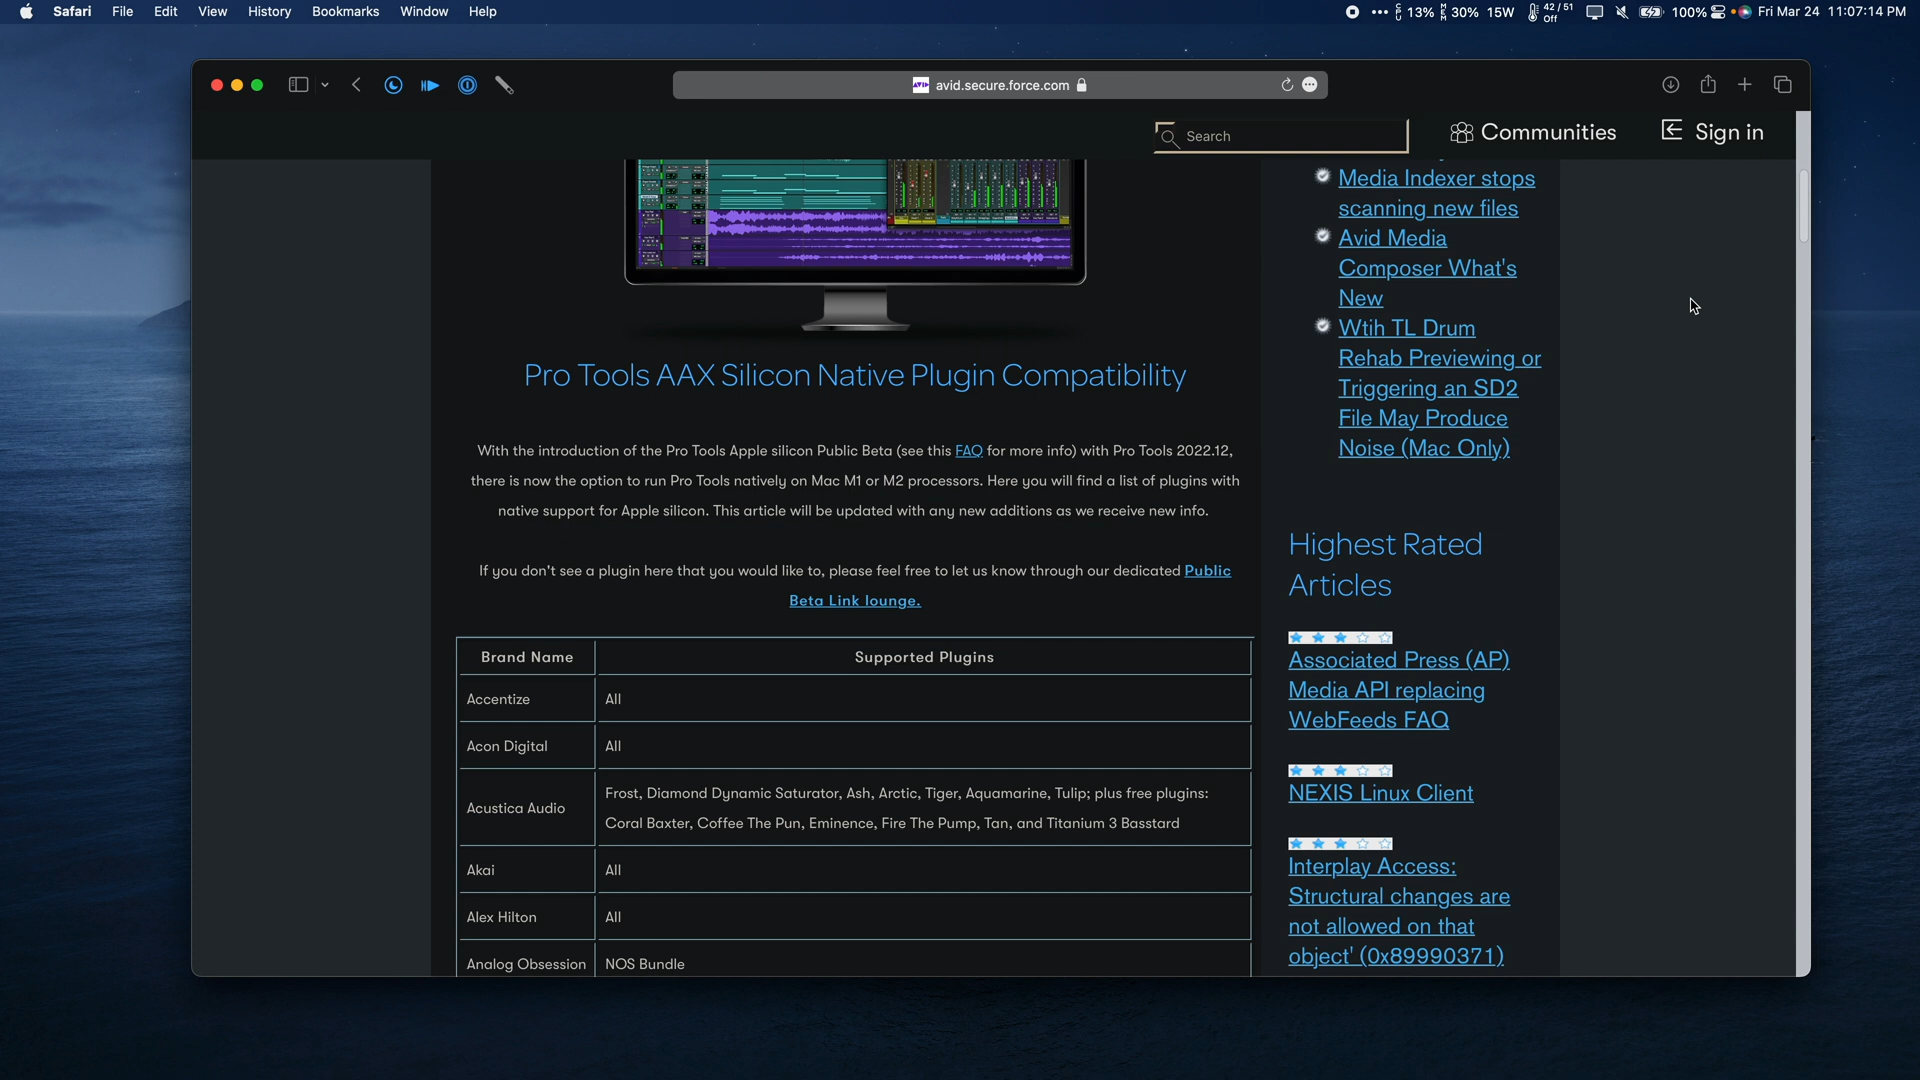 Safari File Edit View History Bookmarks Window Help
13% 30% 15W 42/51 Off 100% Fri Mar 24 11:07:14 PM
avid.secure.force.com
Search
Communities
Sign in
Pro Tools AAX Silicon Native Plugin Compatibility
With the introduction of the Pro Tools Apple silicon Public Beta (see this FAQ for more info) with Pro Tools 2022.12,
there is now the option to run Pro Tools natively on Mac M1 or M2 processors. Here you will find a list of plugins with
native support for Apple silicon. This article will be updated with any new additions as we receive new info.
If you don't see a plugin here that you would like to, please feel free to let us know through our dedicated Public
Beta Link lounge.
Brand Name Supported Plugins
Accentize All
Acon Digital All
Acustica Audio
Frost, Diamond Dynamic Saturator, Ash, Arctic, Tiger, Aquamarine, Tulip; plus free plugins:
Coral Baxter, Coffee The Pun, Eminence, Fire The Pump, Tan, and Titanium 3 Basstard
Akai All
Alex Hilton All
Analog Obsession NOS Bundle
Media Indexer stops
scanning new files
Avid Media
Composer What's
New
Wtih TL Drum
Rehab Previewing or
Triggering an SD2
File May Produce
Noise (Mac Only)
Highest Rated
Articles
Associated Press (AP)
Media API replacing
WebFeeds FAQ
NEXIS Linux Client
Interplay Access:
Structural changes are
not allowed on that
object' (0x89990371)